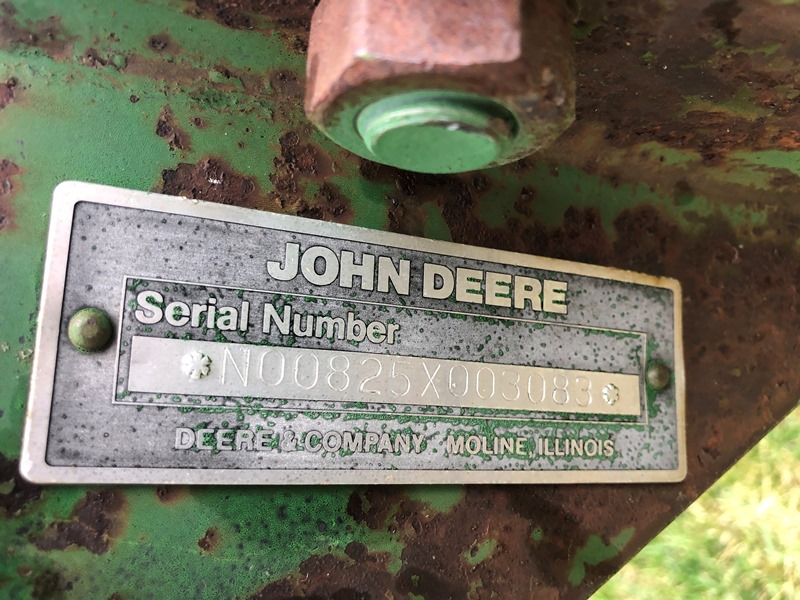 JOHN DEERE
Serial Number
N00825X003083
DEERE & COMPANY MOLINE, ILLINOIS